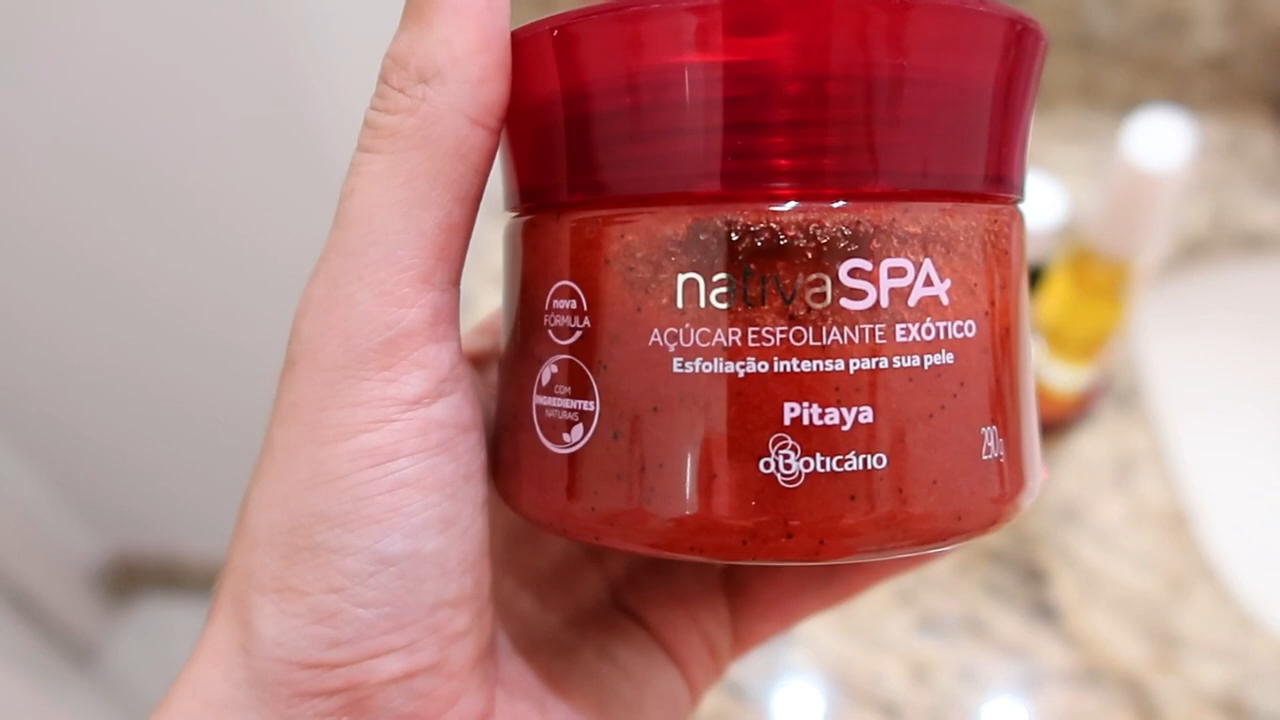 nativaSPA
AÇÚCAR ESFOLIANTE EXÓTICO
Esfoliação intensa para sua pele
Pitaya
oBoticário
290g
nova
FÓRMULA
COM
INGREDIENTES
NATURAIS